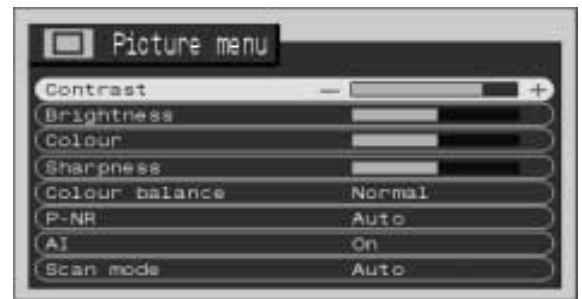 Picture menu
Contrast — +
Brightness
Colour
Sharpness
Colour balance Normal
P-NR Auto
AI On
Scan mode Auto